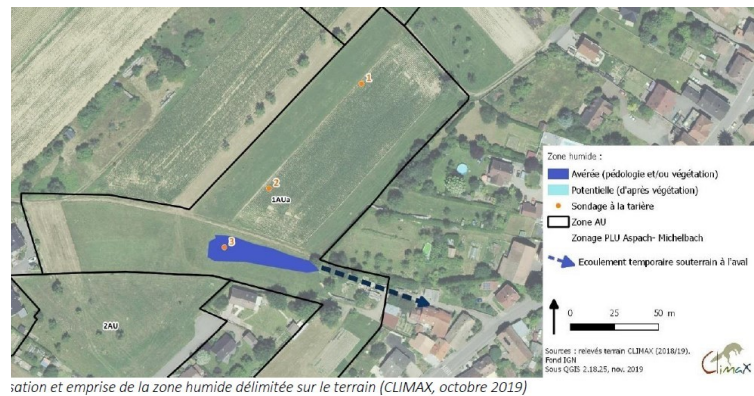 1
2
1AUa
3
2AU
Zone humide :
Avérée (pédologie et/ou végétation)
Potentielle (d'après végétation)
Sondage à la tarière
Zone AU
Zonage PLU Aspach- Michelbach
Ecoulement temporaire souterrain à l'aval
0 25 50 m
Sources : relevés terrain CLIMAX (2018/19).
Fond IGN
Sous QGIS 2.18.25, nov. 2019
Climax
sation et emprise de la zone humide délimitée sur le terrain (CLIMAX, octobre 2019)